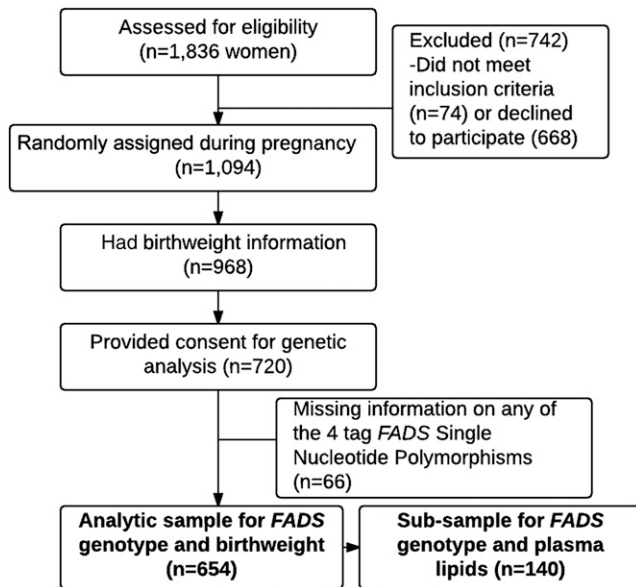 Assessed for eligibility
(n=1,836 women)
Excluded (n=742)
-Did not meet
inclusion criteria
(n=74) or declined
to participate (668)
Randomly assigned during pregnancy
(n=1,094)
Had birthweight information
(n=968)
Provided consent for genetic
analysis (n=720)
Missing information on any of
the 4 tag FADS Single
Nucleotide Polymorphisms
(n=66)
Analytic sample for FADS
genotype and birthweight
(n=654)
Sub-sample for FADS
genotype and plasma
lipids (n=140)